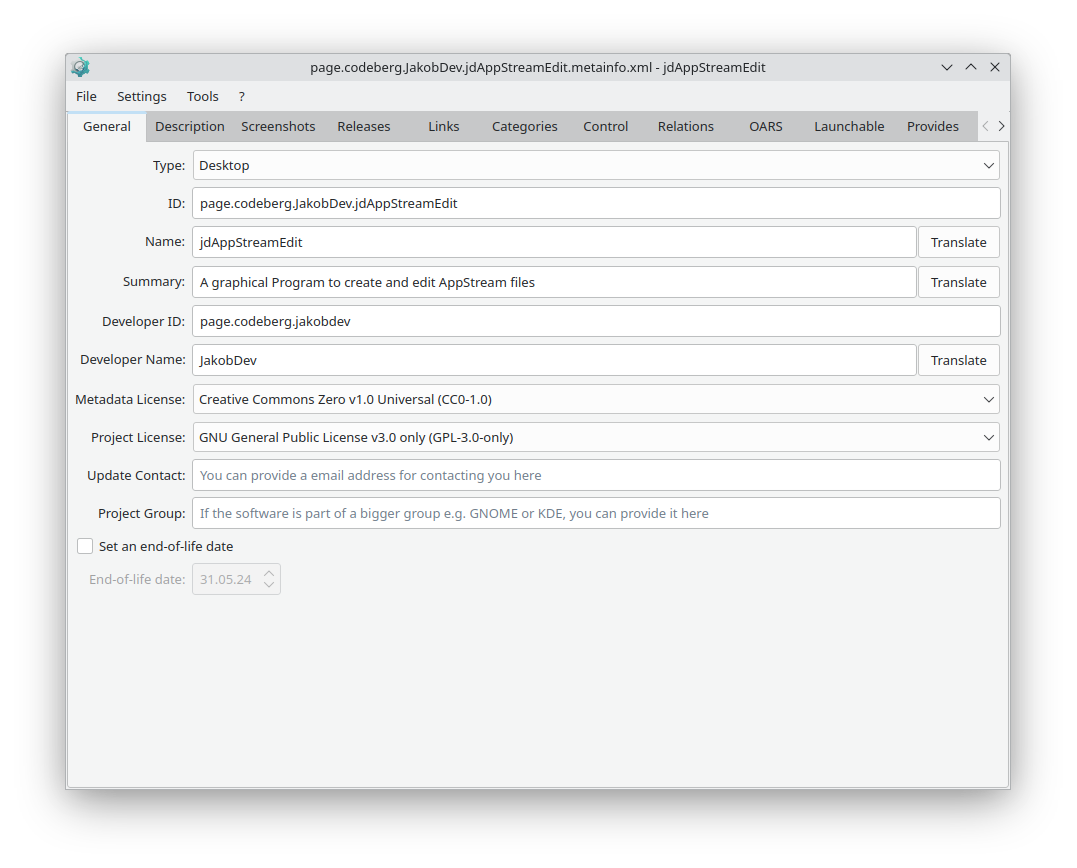 page.codeberg.JakobDev.jdAppStreamEdit.metainfo.xml - jdAppStreamEdit
File Settings Tools ?
General Description Screenshots Releases Links Categories Control Relations OARS Launchable Provides
Type: Desktop
ID: page.codeberg.JakobDev.jdAppStreamEdit
Name: jdAppStreamEdit Translate
Summary: A graphical Program to create and edit AppStream files Translate
Developer ID: page.codeberg.jakobdev
Developer Name: JakobDev Translate
Metadata License: Creative Commons Zero v1.0 Universal (CC0-1.0)
Project License: GNU General Public License v3.0 only (GPL-3.0-only)
Update Contact: You can provide a email address for contacting you here
Project Group: If the software is part of a bigger group e.g. GNOME or KDE, you can provide it here
Set an end-of-life date
End-of-life date: 31.05.24